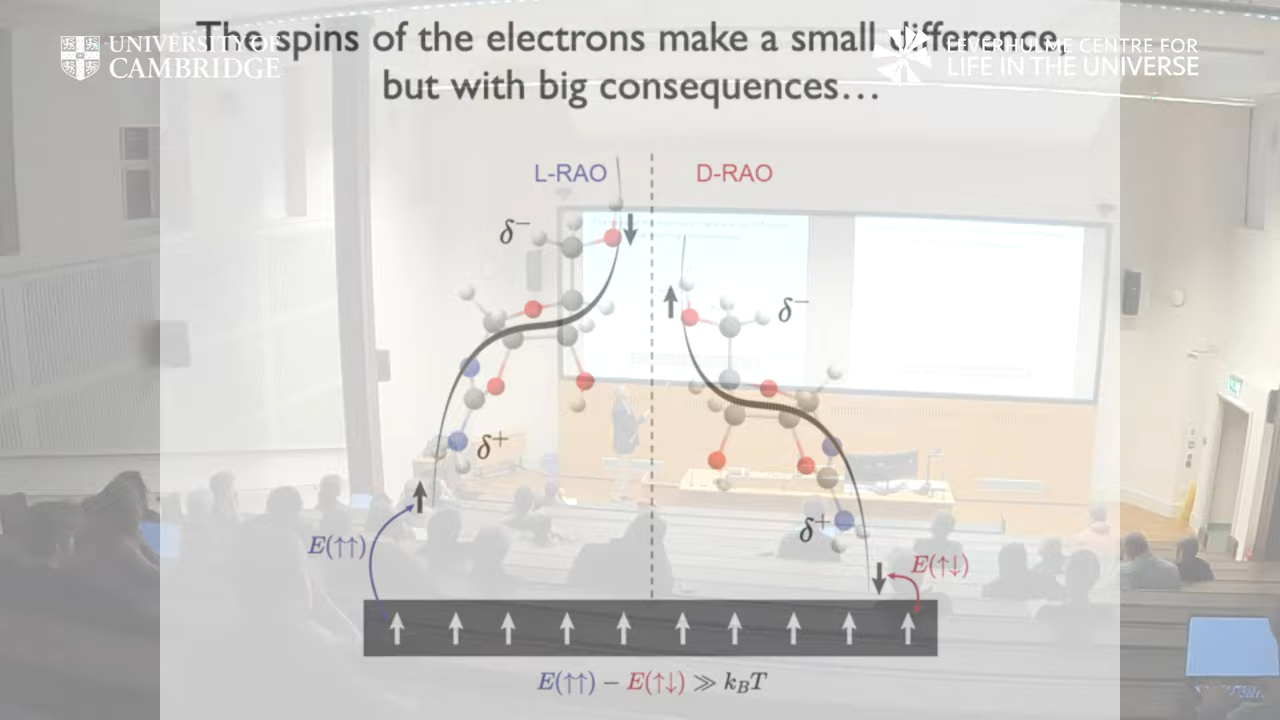 The spins of the electrons make a small difference,
but with big consequences…
UNIVERSITY OF
CAMBRIDGE
LEVERHULME CENTRE FOR
LIFE IN THE UNIVERSE
L-RAO
D-RAO
δ⁻
δ⁻
δ⁺
δ⁺
E(↑↑)
E(↑↓)
E(↑↑) − E(↑↓) ≫ k_BT